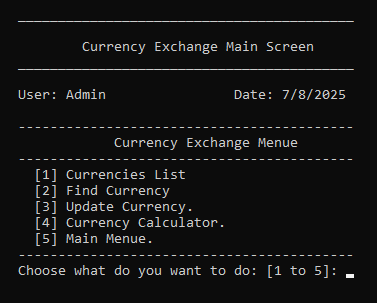 Currency Exchange Main Screen
User: Admin Date: 7/8/2025
Currency Exchange Menue
[1] Currencies List
[2] Find Currency
[3] Update Currency.
[4] Currency Calculator.
[5] Main Menue.
Choose what do you want to do: [1 to 5]: